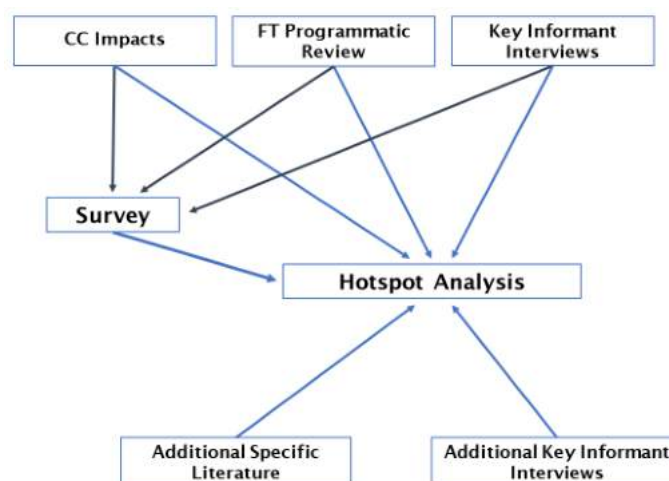 CC Impacts
FT Programmatic
Review
Key Informant
Interviews
Survey
Hotspot Analysis
Additional Specific
Literature
Additional Key Informant
Interviews